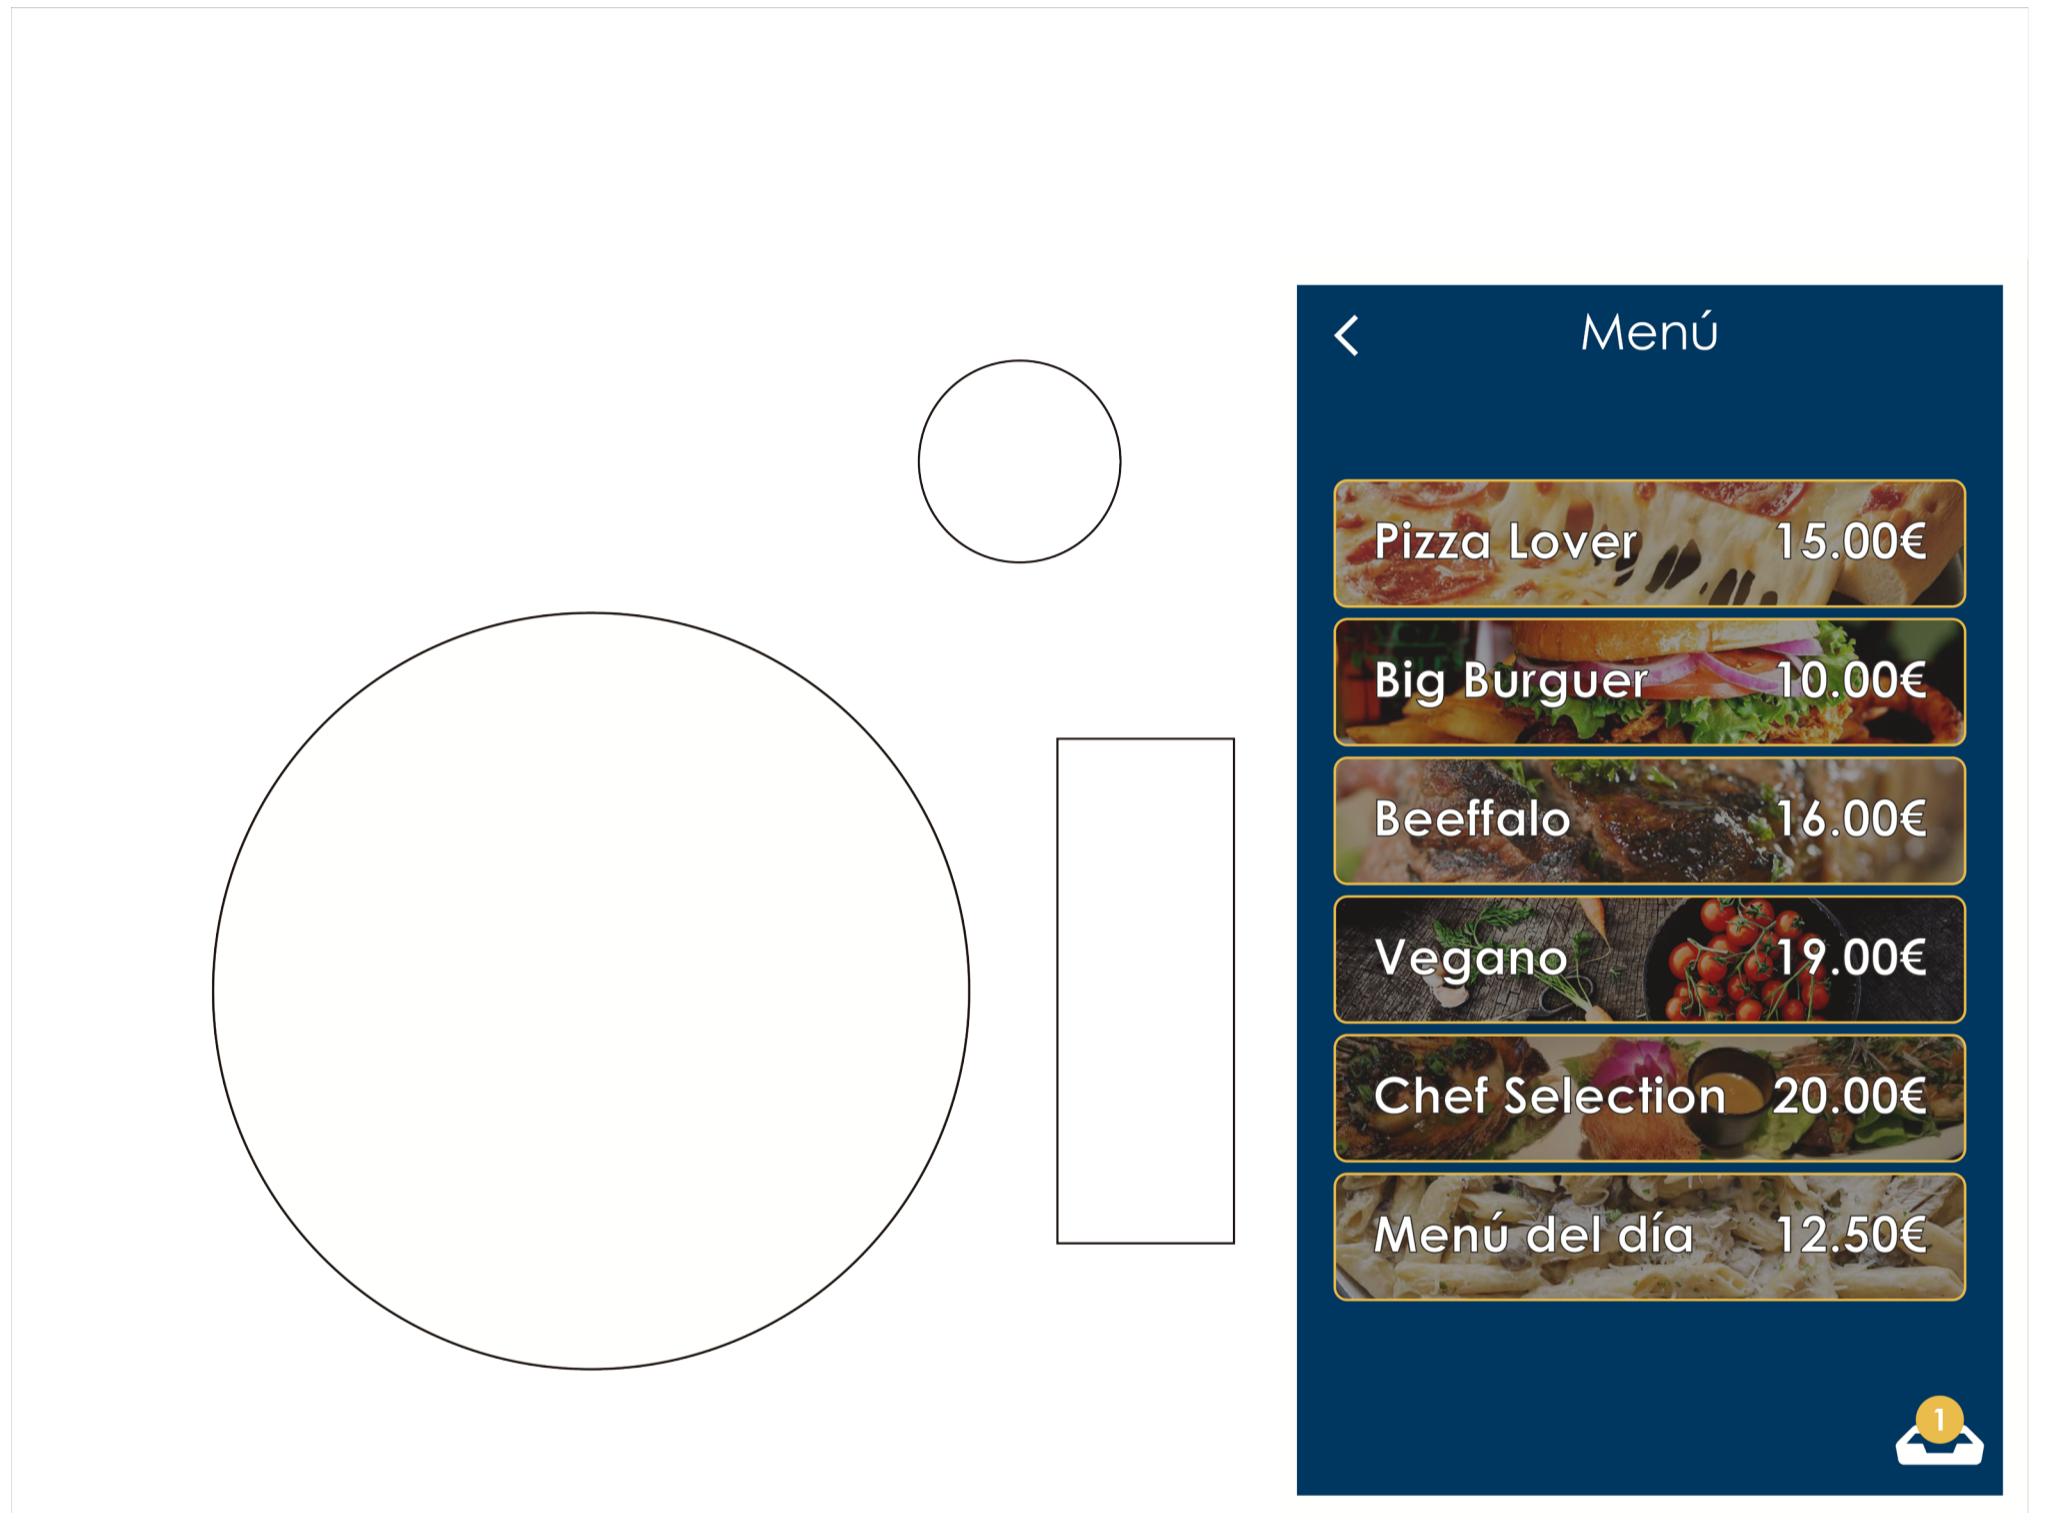 Menú
Pizza Lover 15.00€
Big Burguer 10.00€
Beeffalo 16.00€
Vegano 19.00€
Chef Selection 20.00€
Menú del día 12.50€
1